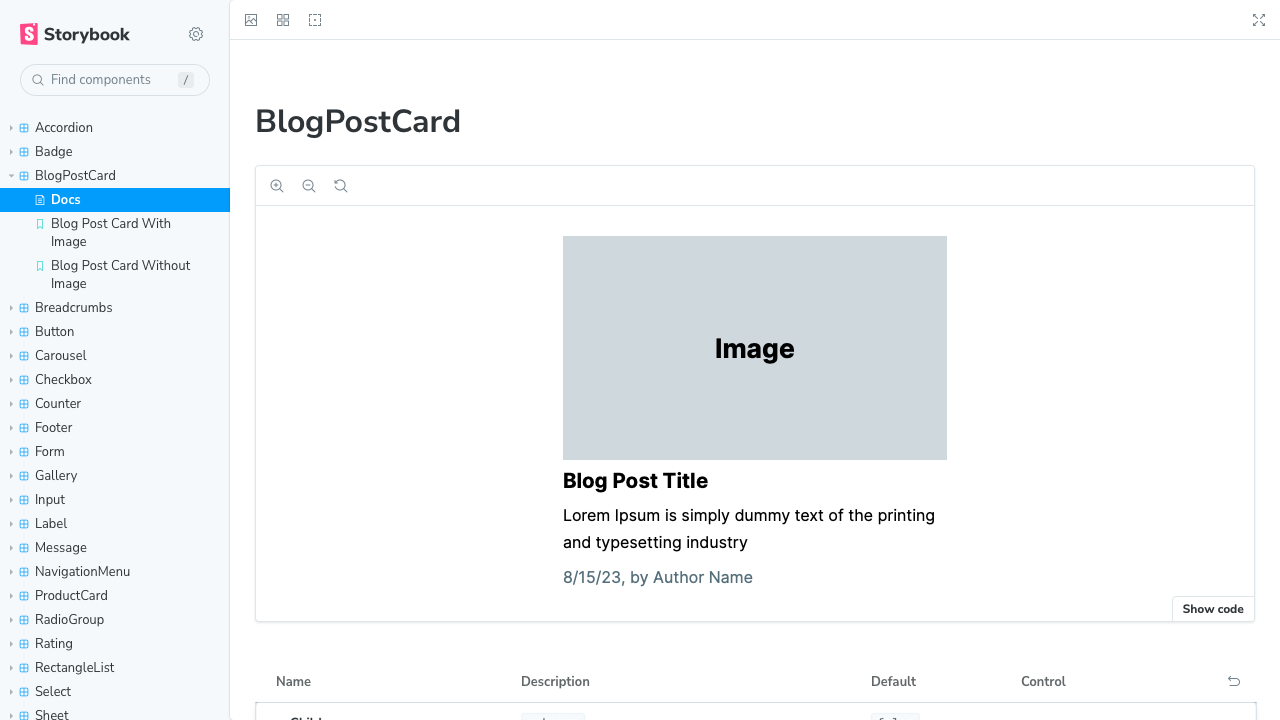 Storybook
Find components
/
Accordion
Badge
BlogPostCard
Docs
Blog Post Card With
Image
Blog Post Card Without
Image
Breadcrumbs
Button
Carousel
Checkbox
Counter
Footer
Form
Gallery
Input
Label
Message
NavigationMenu
ProductCard
RadioGroup
Rating
RectangleList
Select
Sheet
BlogPostCard
Image
Blog Post Title
Lorem Ipsum is simply dummy text of the printing
and typesetting industry
8/15/23, by Author Name
Show code
Name Description Default Control